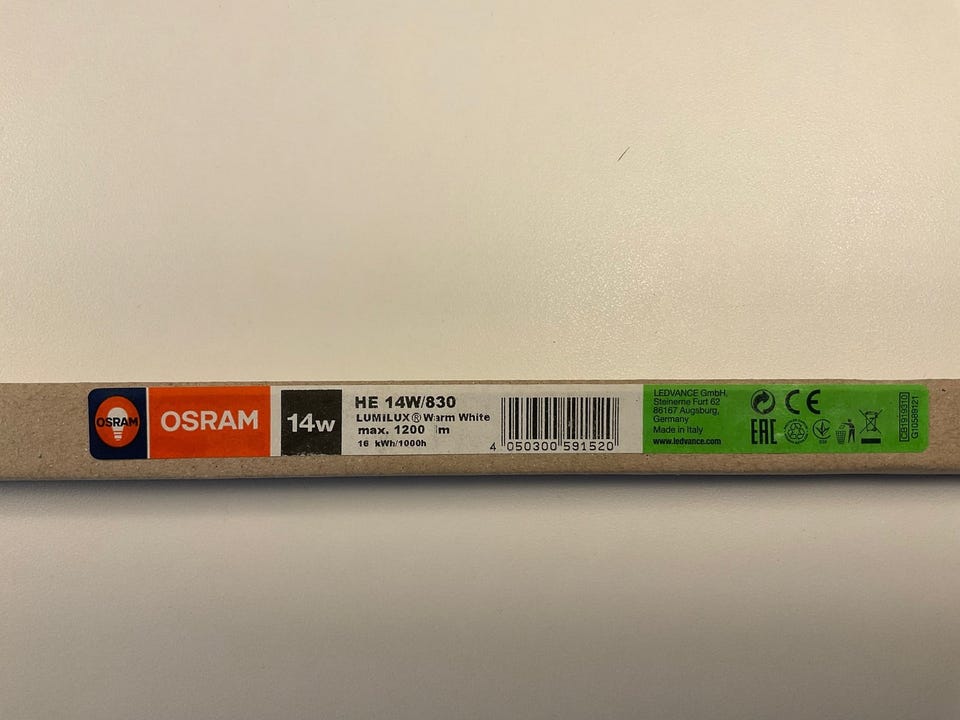 OSRAM
OSRAM
14w
HE 14W/830
LUMILUX® Warm White
max. 1200 lm
16 kWh/1000h
4 050300 591520
LEDVANCE GmbH,
Steinerne Furt 62
86167 Augsburg,
Germany
Made in Italy
www.ledvance.com
CE
EAC
G10589121